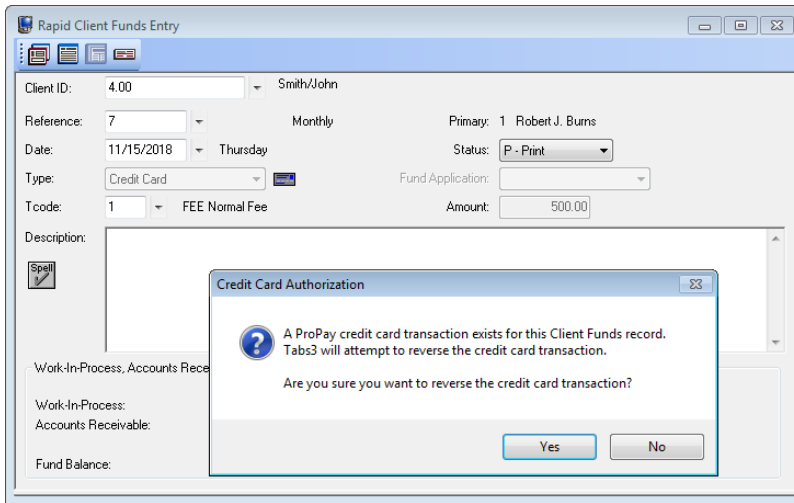 Rapid Client Funds Entry
Client ID: 4.00 Smith/John
Reference: 7 Monthly Primary: 1 Robert J. Burns
Date: 11/15/2018 Thursday Status: P - Print
Type: Credit Card Fund Application:
Tcode: 1 FEE Normal Fee Amount: 500.00
Description:
Spell
Credit Card Authorization
A ProPay credit card transaction exists for this Client Funds record.
Tabs3 will attempt to reverse the credit card transaction.
Are you sure you want to reverse the credit card transaction?
Yes No
Work-In-Process, Accounts Rece
Work-In-Process:
Accounts Receivable:
Fund Balance: